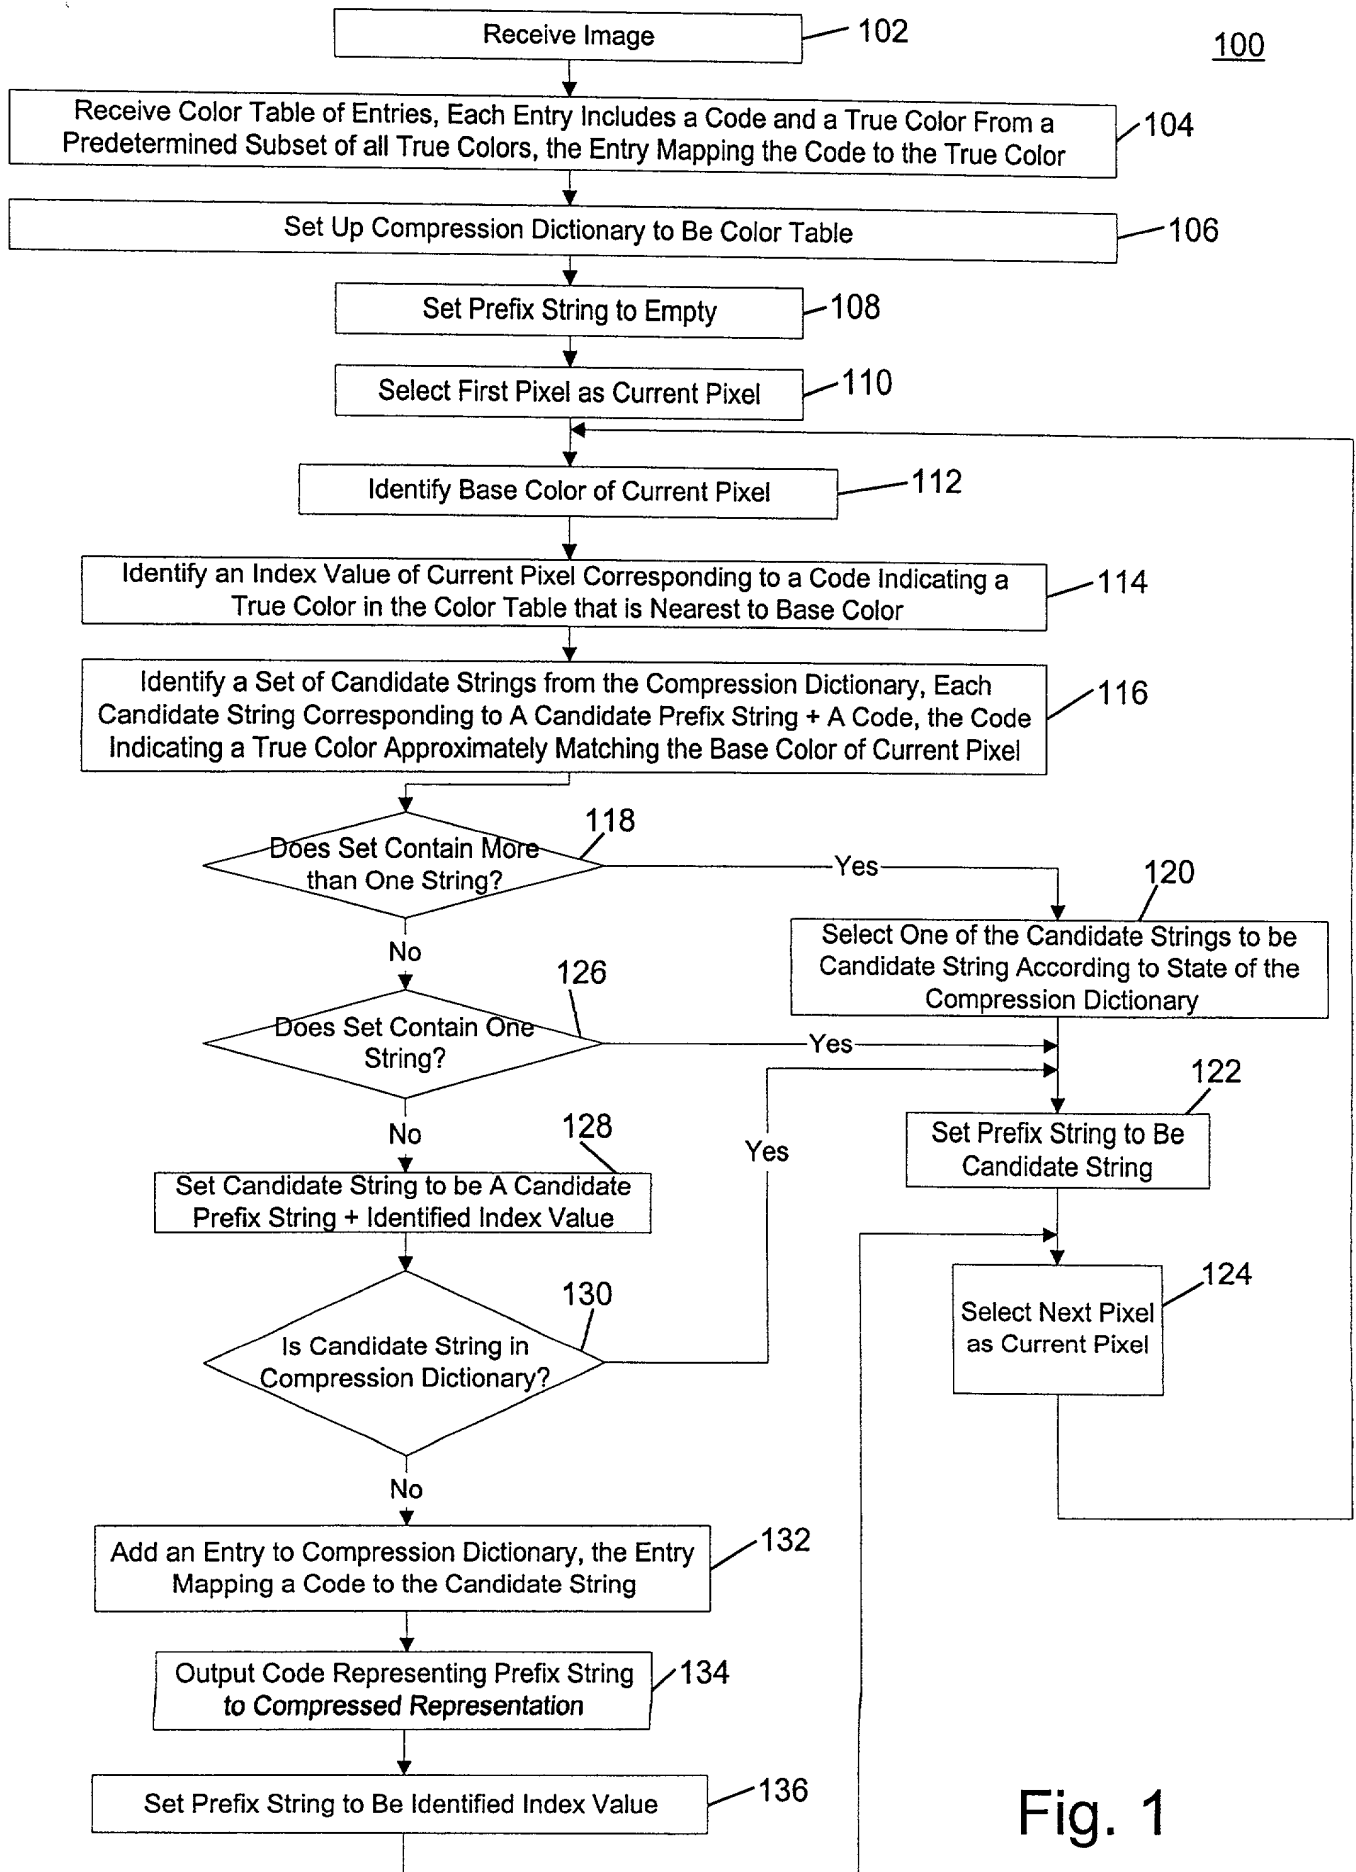 Receive Image
102
100
Receive Color Table of Entries, Each Entry Includes a Code and a True Color From a
Predetermined Subset of all True Colors, the Entry Mapping the Code to the True Color
104
Set Up Compression Dictionary to Be Color Table
106
Set Prefix String to Empty
108
Select First Pixel as Current Pixel
110
Identify Base Color of Current Pixel
112
Identify an Index Value of Current Pixel Corresponding to a Code Indicating a
True Color in the Color Table that is Nearest to Base Color
114
Identify a Set of Candidate Strings from the Compression Dictionary, Each
Candidate String Corresponding to A Candidate Prefix String + A Code, the Code
Indicating a True Color Approximately Matching the Base Color of Current Pixel
116
Does Set Contain More
than One String?
118
Yes
No
120
Select One of the Candidate Strings to be
Candidate String According to State of the
Compression Dictionary
126
Does Set Contain One
String?
Yes
No
122
Set Prefix String to Be
Candidate String
128
Set Candidate String to be A Candidate
Prefix String + Identified Index Value
Yes
130
Is Candidate String in
Compression Dictionary?
No
124
Select Next Pixel
as Current Pixel
Add an Entry to Compression Dictionary, the Entry
Mapping a Code to the Candidate String
132
Output Code Representing Prefix String
to Compressed Representation
134
Set Prefix String to Be Identified Index Value
136
Fig. 1